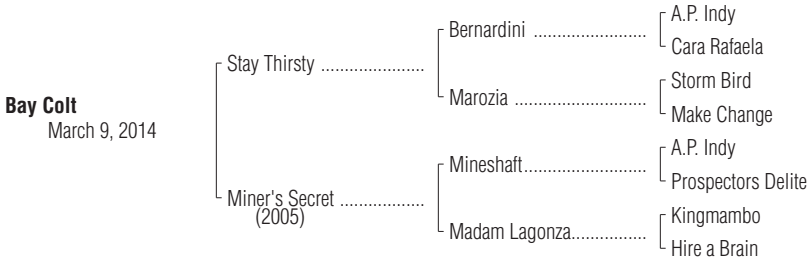 Bay Colt
March 9, 2014
Stay Thirsty ......................
Miner's Secret ..................
(2005)
Bernardini ........................
Marozia ............................
Mineshaft..........................
Madam Lagonza................
A.P. Indy
Cara Rafaela
Storm Bird
Make Change
A.P. Indy
Prospectors Delite
Kingmambo
Hire a Brain